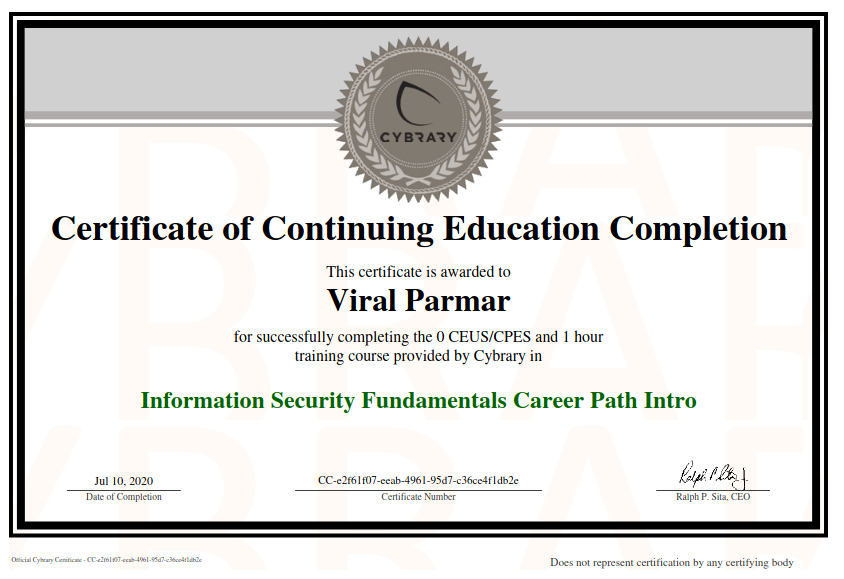 CYBRARY
Certificate of Continuing Education Completion
This certificate is awarded to
Viral Parmar
for successfully completing the 0 CEUS/CPES and 1 hour
training course provided by Cybrary in
Information Security Fundamentals Career Path Intro
Jul 10, 2020
Date of Completion
CC-e2f61f07-eeab-4961-95d7-c36ce4f1db2e
Certificate Number
Ralph P. Sita, CEO
Official Cybrary Certificate - CC-e2f61f07-eeab-4961-95d7-c36ce4f1db2e
Does not represent certification by any certifying body